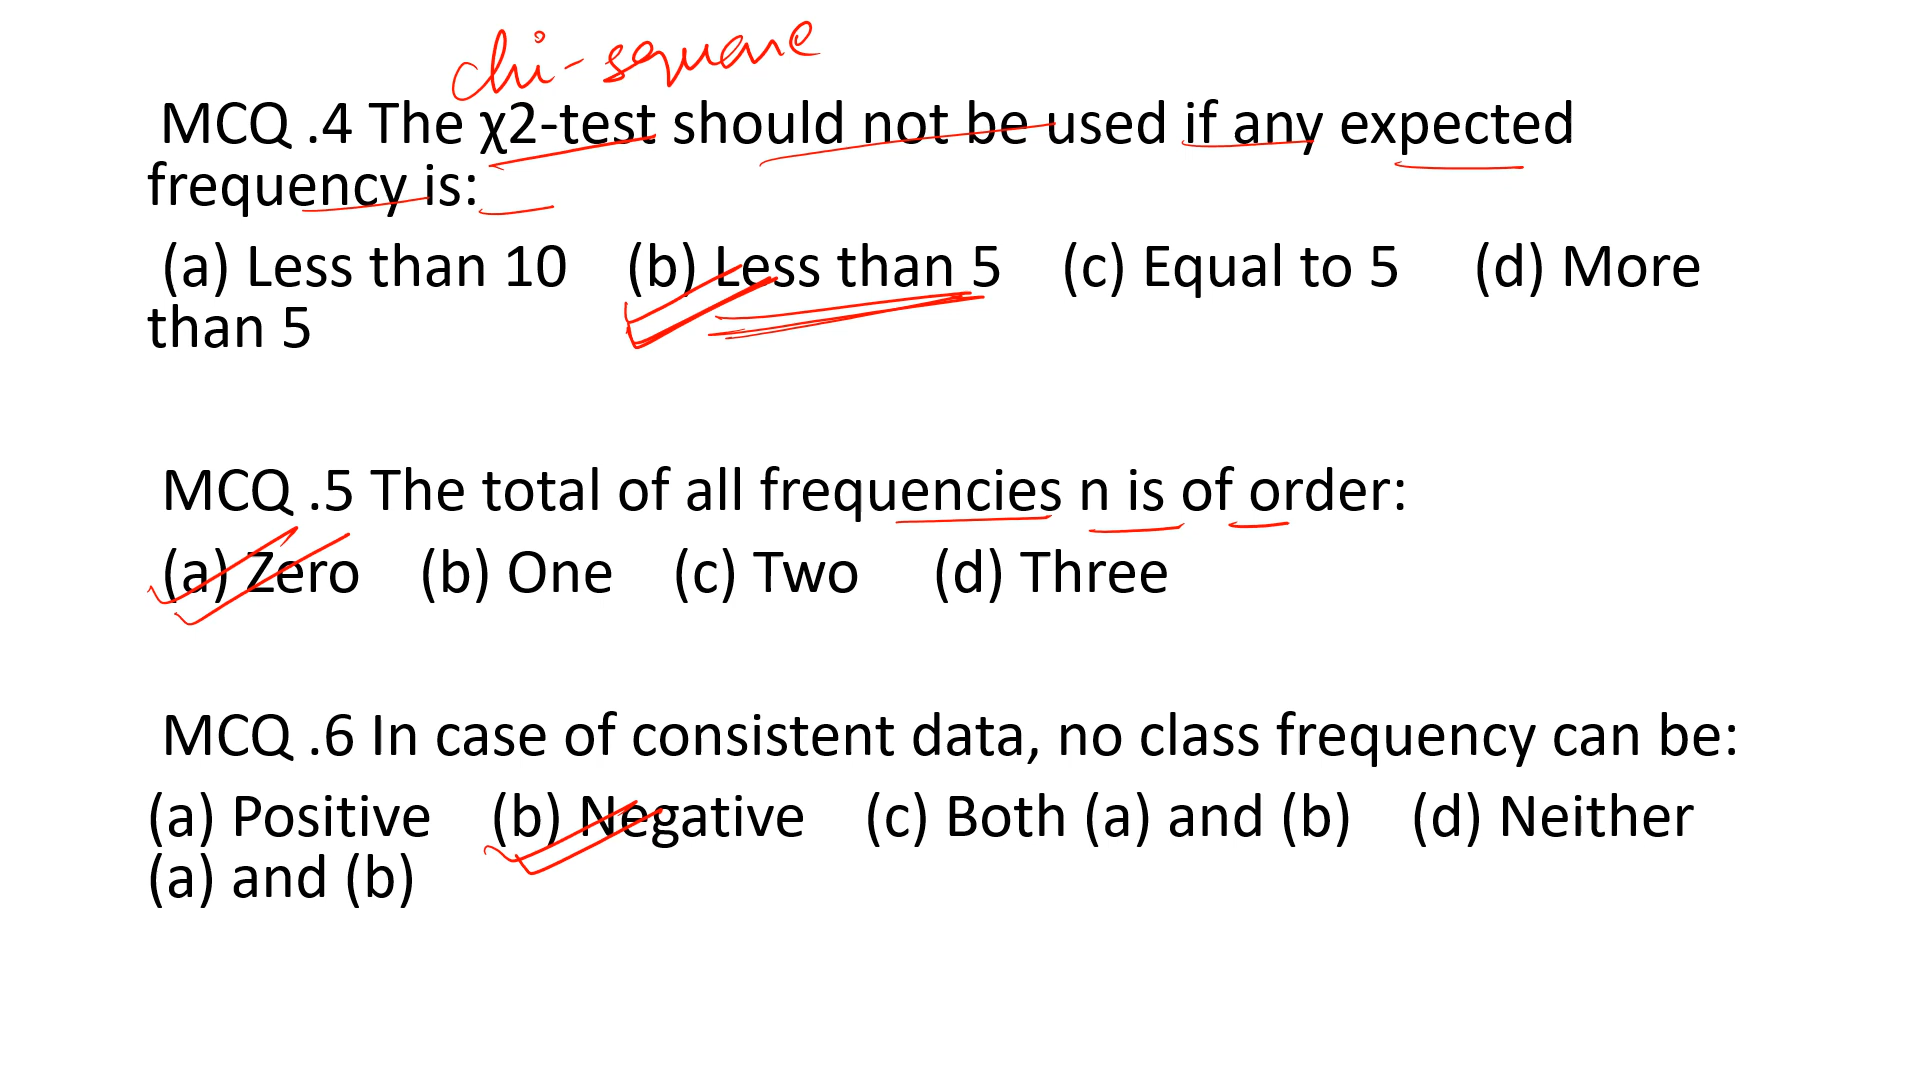 chi-square
MCQ .4 The χ2-test should not be used if any expected
frequency is:
(a) Less than 10 (b) Less than 5 (c) Equal to 5 (d) More
than 5
MCQ .5 The total of all frequencies n is of order:
(a) Zero (b) One (c) Two (d) Three
MCQ .6 In case of consistent data, no class frequency can be:
(a) Positive (b) Negative (c) Both (a) and (b) (d) Neither
(a) and (b)